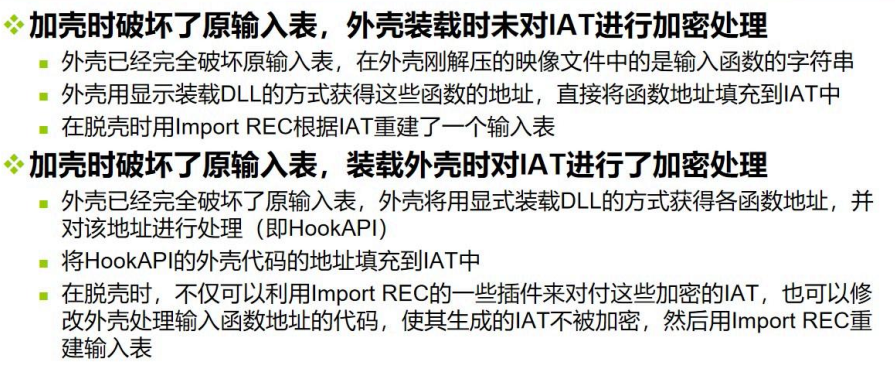 加壳时破坏了原输入表，外壳装载时未对IAT进行加密处理
外壳已经完全破坏原输入表，在外壳刚解压的映像文件中的是输入函数的字符串
外壳用显示装载DLL的方式获得这些函数的地址，直接将函数地址填充到IAT中
在脱壳时用Import REC根据IAT重建了一个输入表
加壳时破坏了原输入表，装载外壳时对IAT进行了加密处理
外壳已经完全破坏了原输入表，外壳将用显式装载DLL的方式获得各函数地址，并
对该地址进行处理（即HookAPI）
将HookAPI的外壳代码的地址填充到IAT中
在脱壳时，不仅可以利用Import REC的一些插件来对付这些加密的IAT，也可以修
改外壳处理输入函数地址的代码，使其生成的IAT不被加密，然后用Import REC重
建输入表